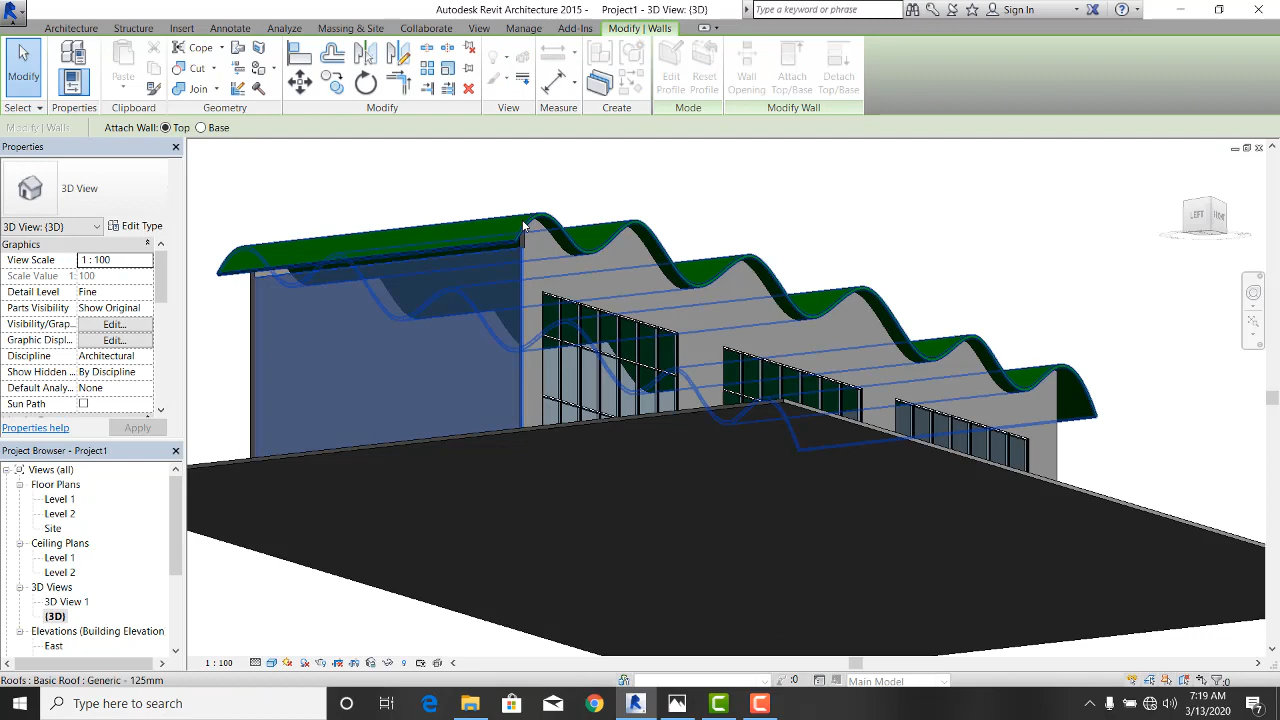 Autodesk Revit Architecture 2015 - Project1 - 3D View: {3D}
Type a keyword or phrase
Sign In
Architecture Structure Insert Annotate Analyze Massing & Site Collaborate View Manage Add-Ins Modify | Walls
Modify
Paste
Cope
Cut
Join
Edit Profile
Reset Profile
Wall Opening
Attach Top/Base
Detach Top/Base
Select Properties Clipboard Geometry Modify View Measure Create Mode Modify Wall
Modify | Walls Attach Wall: Top Base
Properties
3D View
3D View: {3D} Edit Type
Graphics
View Scale 1 : 100
Scale Value 1: 100
Detail Level Fine
Parts Visibility Show Original
Visibility/Grap... Edit...
Graphic Displ... Edit...
Discipline Architectural
Show Hidden ... By Discipline
Default Analy... None
Sun Path
Properties help Apply
Project Browser - Project1
Views (all)
Floor Plans
Level 1
Level 2
Site
Ceiling Plans
Level 1
Level 2
3D Views
3D View 1
{3D}
Elevations (Building Elevation
East
LEFT
1 : 100
Roofs : Basic Roof : Generic - 125mm
:0
Main Model
:0
Type here to search
7:19 AM
3/13/2020